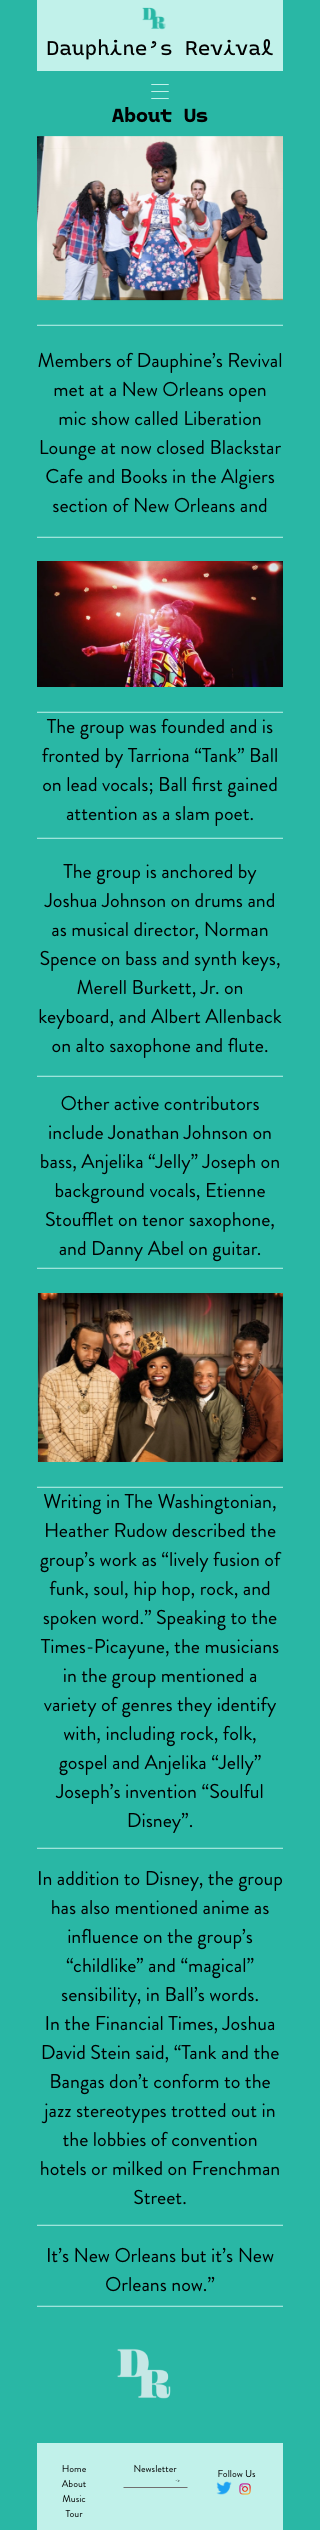 DR
Dauphine’s Revival
About Us
Members of Dauphine’s Revival
met at a New Orleans open
mic show called Liberation
Lounge at now closed Blackstar
Cafe and Books in the Algiers
section of New Orleans and
The group was founded and is
fronted by Tarriona “Tank” Ball
on lead vocals; Ball first gained
attention as a slam poet.
The group is anchored by
Joshua Johnson on drums and
as musical director, Norman
Spence on bass and synth keys,
Merell Burkett, Jr. on
keyboard, and Albert Allenback
on alto saxophone and flute.
Other active contributors
include Jonathan Johnson on
bass, Anjelika “Jelly” Joseph on
background vocals, Etienne
Stoufflet on tenor saxophone,
and Danny Abel on guitar.
Writing in The Washingtonian,
Heather Rudow described the
group’s work as “lively fusion of
funk, soul, hip hop, rock, and
spoken word.” Speaking to the
Times-Picayune, the musicians
in the group mentioned a
variety of genres they identify
with, including rock, folk,
gospel and Anjelika “Jelly”
Joseph’s invention “Soulful
Disney”.
In addition to Disney, the group
has also mentioned anime as
influence on the group’s
“childlike” and “magical”
sensibility, in Ball’s words.
In the Financial Times, Joshua
David Stein said, “Tank and the
Bangas don’t conform to the
jazz stereotypes trotted out in
the lobbies of convention
hotels or milked on Frenchman
Street.
It’s New Orleans but it’s New
Orleans now.”
DR
Home
About
Music
Tour
Newsletter
→
Follow Us